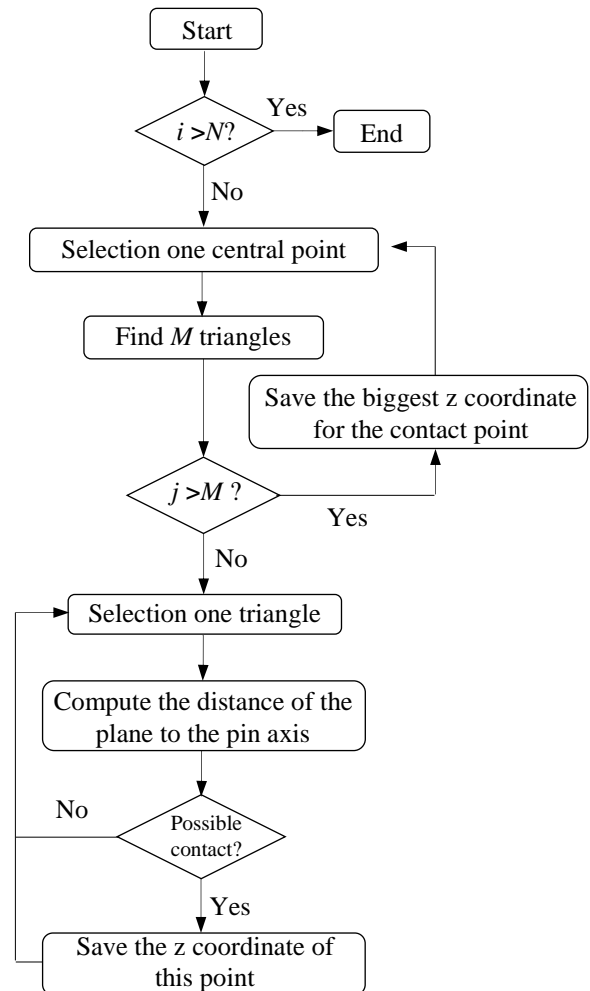 Start
Yes
i >N?
End
No
Selection one central point
Find M triangles
Save the biggest z coordinate
for the contact point
j >M ?
Yes
No
Selection one triangle
Compute the distance of the
plane to the pin axis
No
Possible
contact?
Yes
Save the z coordinate of
this point